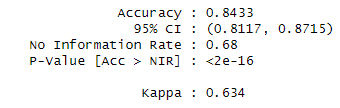 Accuracy : 0.8433
95% CI : (0.8117, 0.8715)
No Information Rate : 0.68
P-Value [Acc > NIR] : <2e-16
Kappa : 0.634